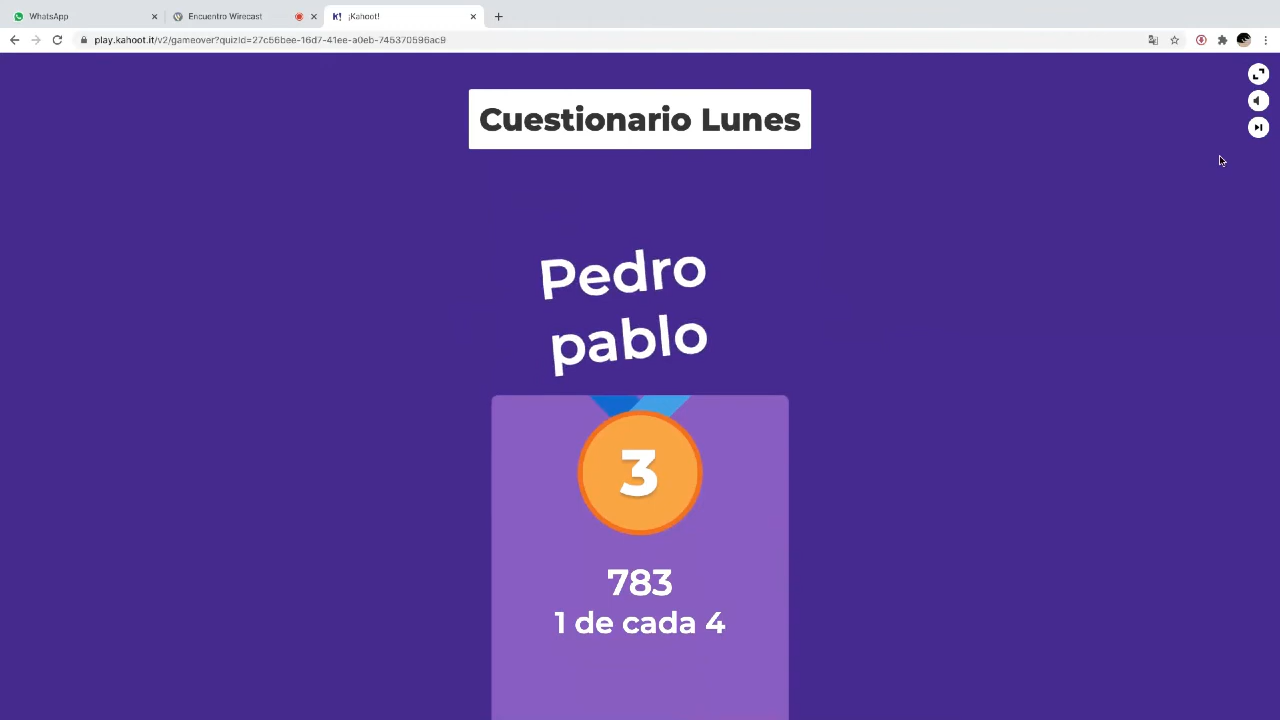 WhatsApp
Encuentro Wirecast
K! ¡Kahoot!
play.kahoot.it/v2/gameover?quizId=27c56bee-16d7-41ee-a0eb-745370596ac9
Cuestionario Lunes
Pedro
pablo
3
783
1 de cada 4